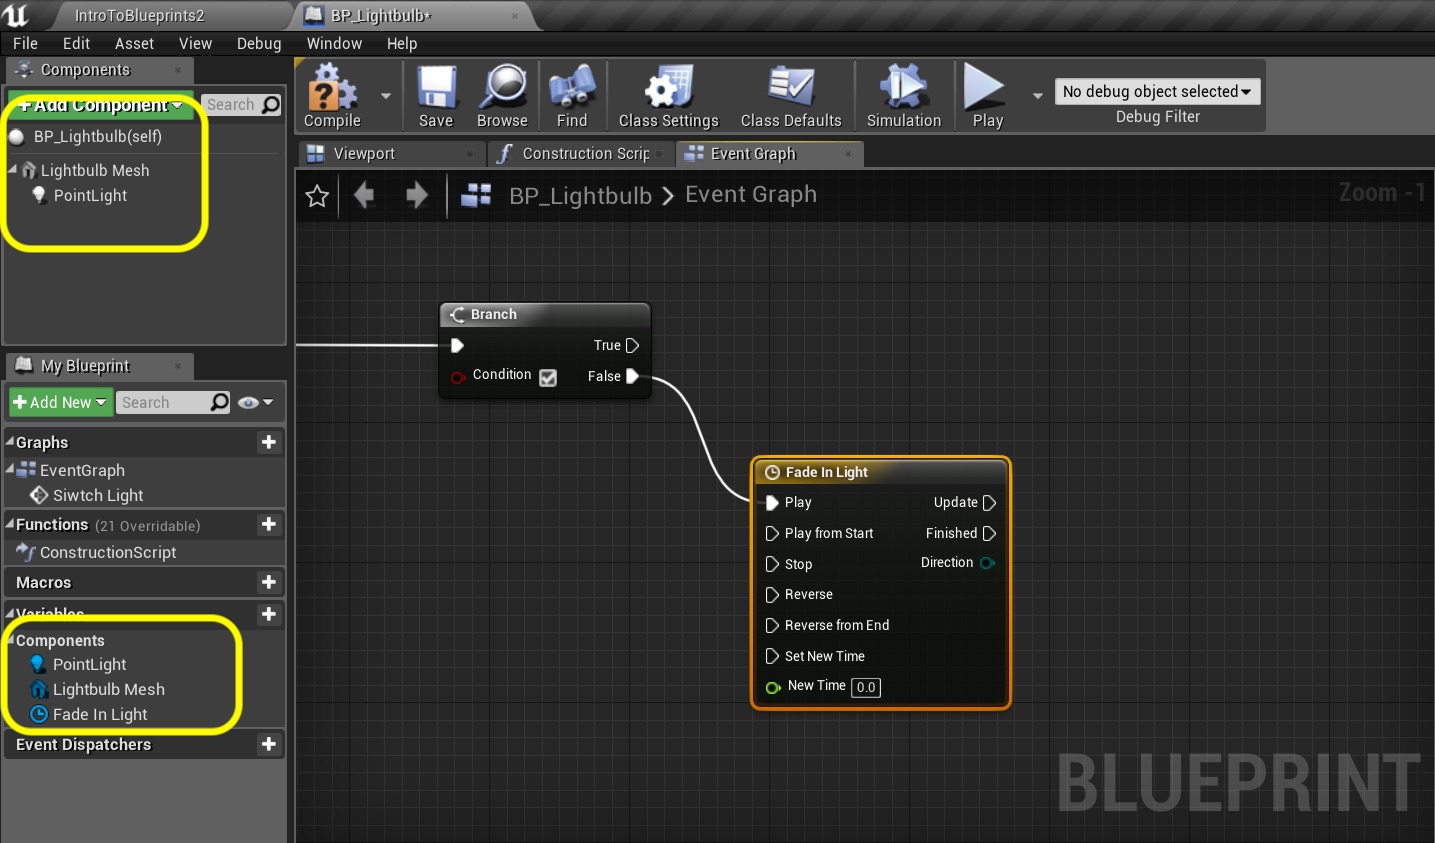 IntroToBlueprints2
BP_Lightbulb*
File Edit Asset View Debug Window Help
Components
+Add Component
Search
BP_Lightbulb(self)
Lightbulb Mesh
PointLight
Compile
Save
Browse
Find
Class Settings
Class Defaults
Simulation
Play
No debug object selected
Debug Filter
Viewport
Construction Scrip
Event Graph
BP_Lightbulb > Event Graph
Zoom -1
Branch
True
Condition
False
Fade In Light
Play
Update
Play from Start
Finished
Stop
Direction
Reverse
Reverse from End
Set New Time
New Time 0.0
BLUEPRINT
My Blueprint
+Add New
Search
Graphs
EventGraph
Siwtch Light
Functions (21 Overridable)
ConstructionScript
Macros
Variables
Components
PointLight
Lightbulb Mesh
Fade In Light
Event Dispatchers